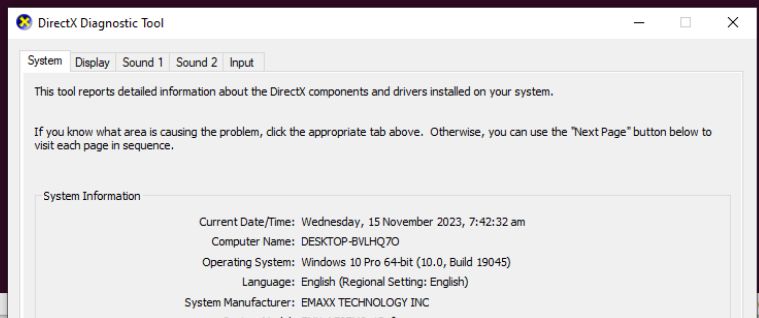 DirectX Diagnostic Tool
System Display Sound 1 Sound 2 Input
This tool reports detailed information about the DirectX components and drivers installed on your system.
If you know what area is causing the problem, click the appropriate tab above. Otherwise, you can use the "Next Page" button below to
visit each page in sequence.
System Information
Current Date/Time: Wednesday, 15 November 2023, 7:42:32 am
Computer Name: DESKTOP-BVLHQ7O
Operating System: Windows 10 Pro 64-bit (10.0, Build 19045)
Language: English (Regional Setting: English)
System Manufacturer: EMAXX TECHNOLOGY INC